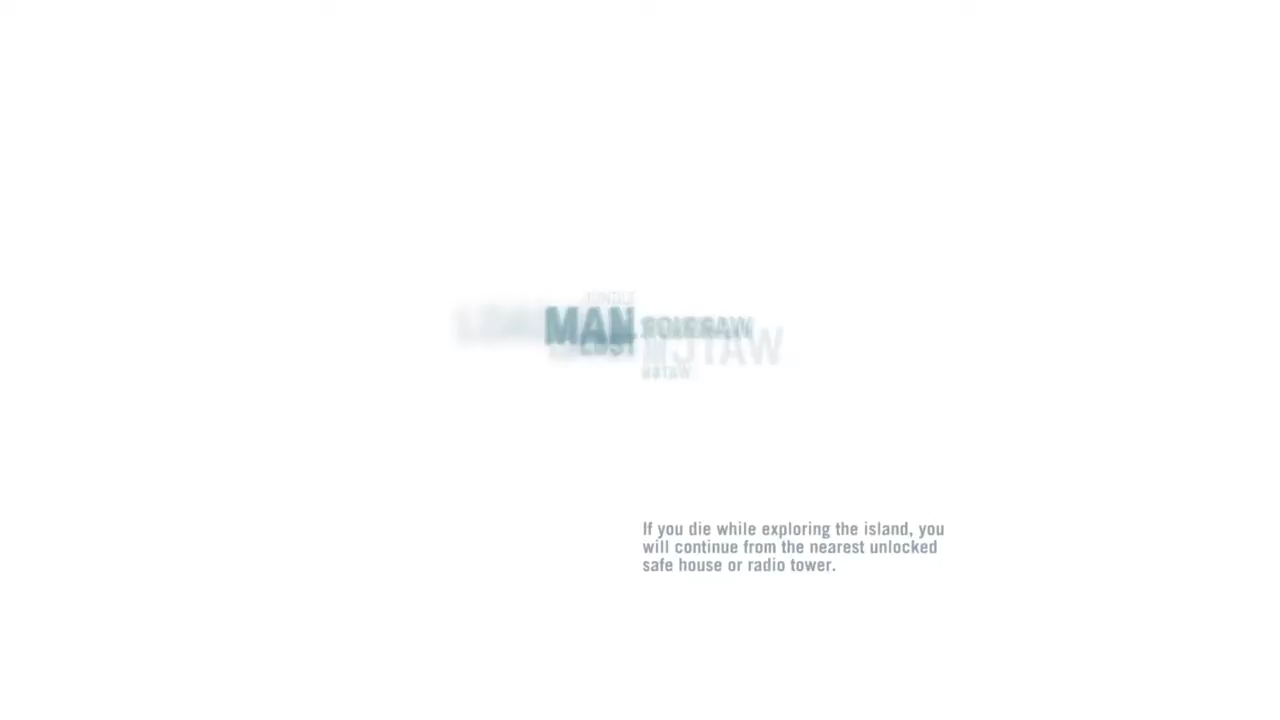 MAN
LOST
If you die while exploring the island, you
will continue from the nearest unlocked
safe house or radio tower.